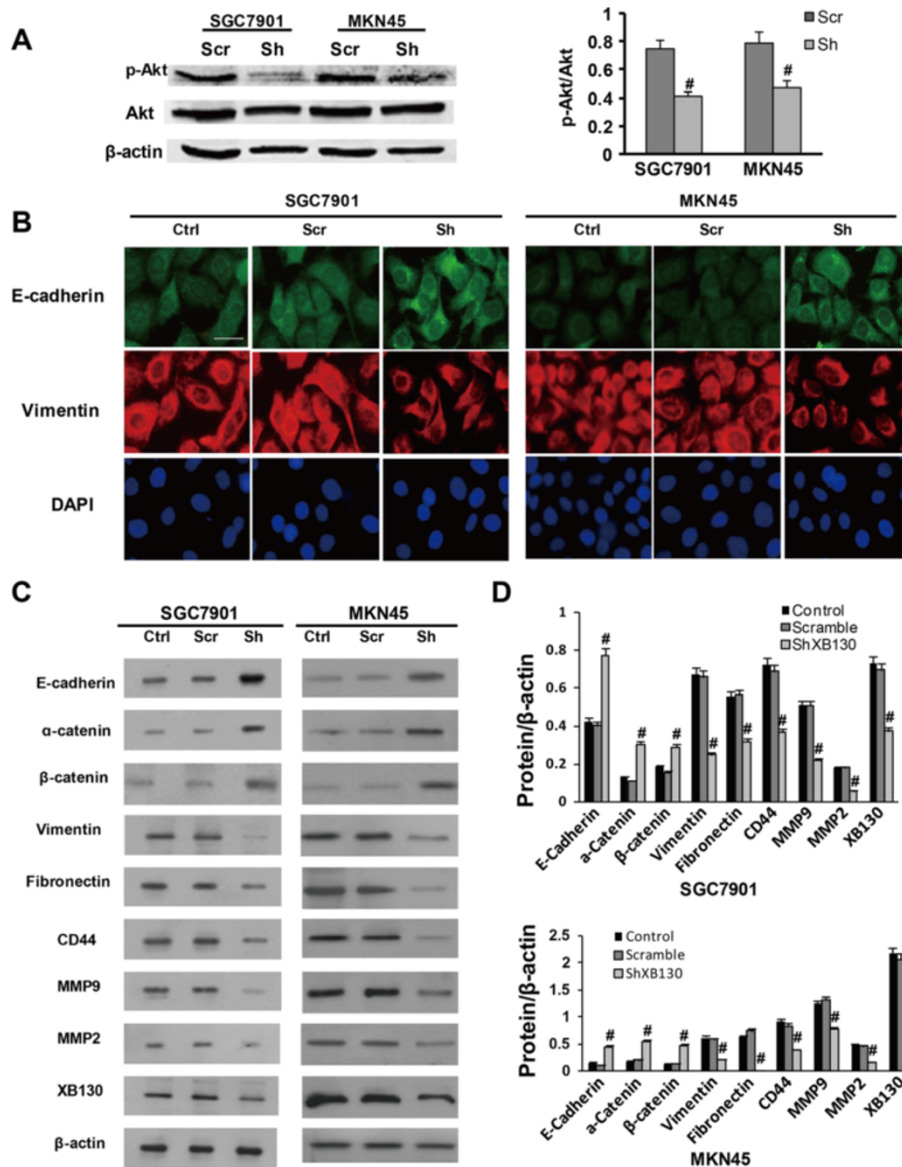 A
SGC7901 MKN45
Scr Sh Scr Sh
p-Akt
Akt
β-actin
p-Akt/Akt
1
0.8
0.6
0.4
0.2
0
# #
Scr
Sh
SGC7901 MKN45
B
SGC7901 MKN45
Ctrl Scr Sh Ctrl Scr Sh
E-cadherin
Vimentin
DAPI
C
SGC7901 MKN45
Ctrl Scr Sh Ctrl Scr Sh
E-cadherin
α-catenin
β-catenin
Vimentin
Fibronectin
CD44
MMP9
MMP2
XB130
β-actin
D
Protein/β-actin
1
0.8
0.6
0.4
0.2
0
Control
Scramble
ShXB130
# # # # # # # # #
E-Cadherin
a-Catenin
β-catenin
Vimentin
Fibronectin
CD44
MMP9
MMP2
XB130
SGC7901
Protein/β-actin
2.5
2
1.5
1
0.5
0
Control
Scramble
ShXB130
# # # # # # # #
E-Cadherin
a-Catenin
β-catenin
Vimentin
Fibronectin
CD44
MMP9
MMP2
XB130
MKN45